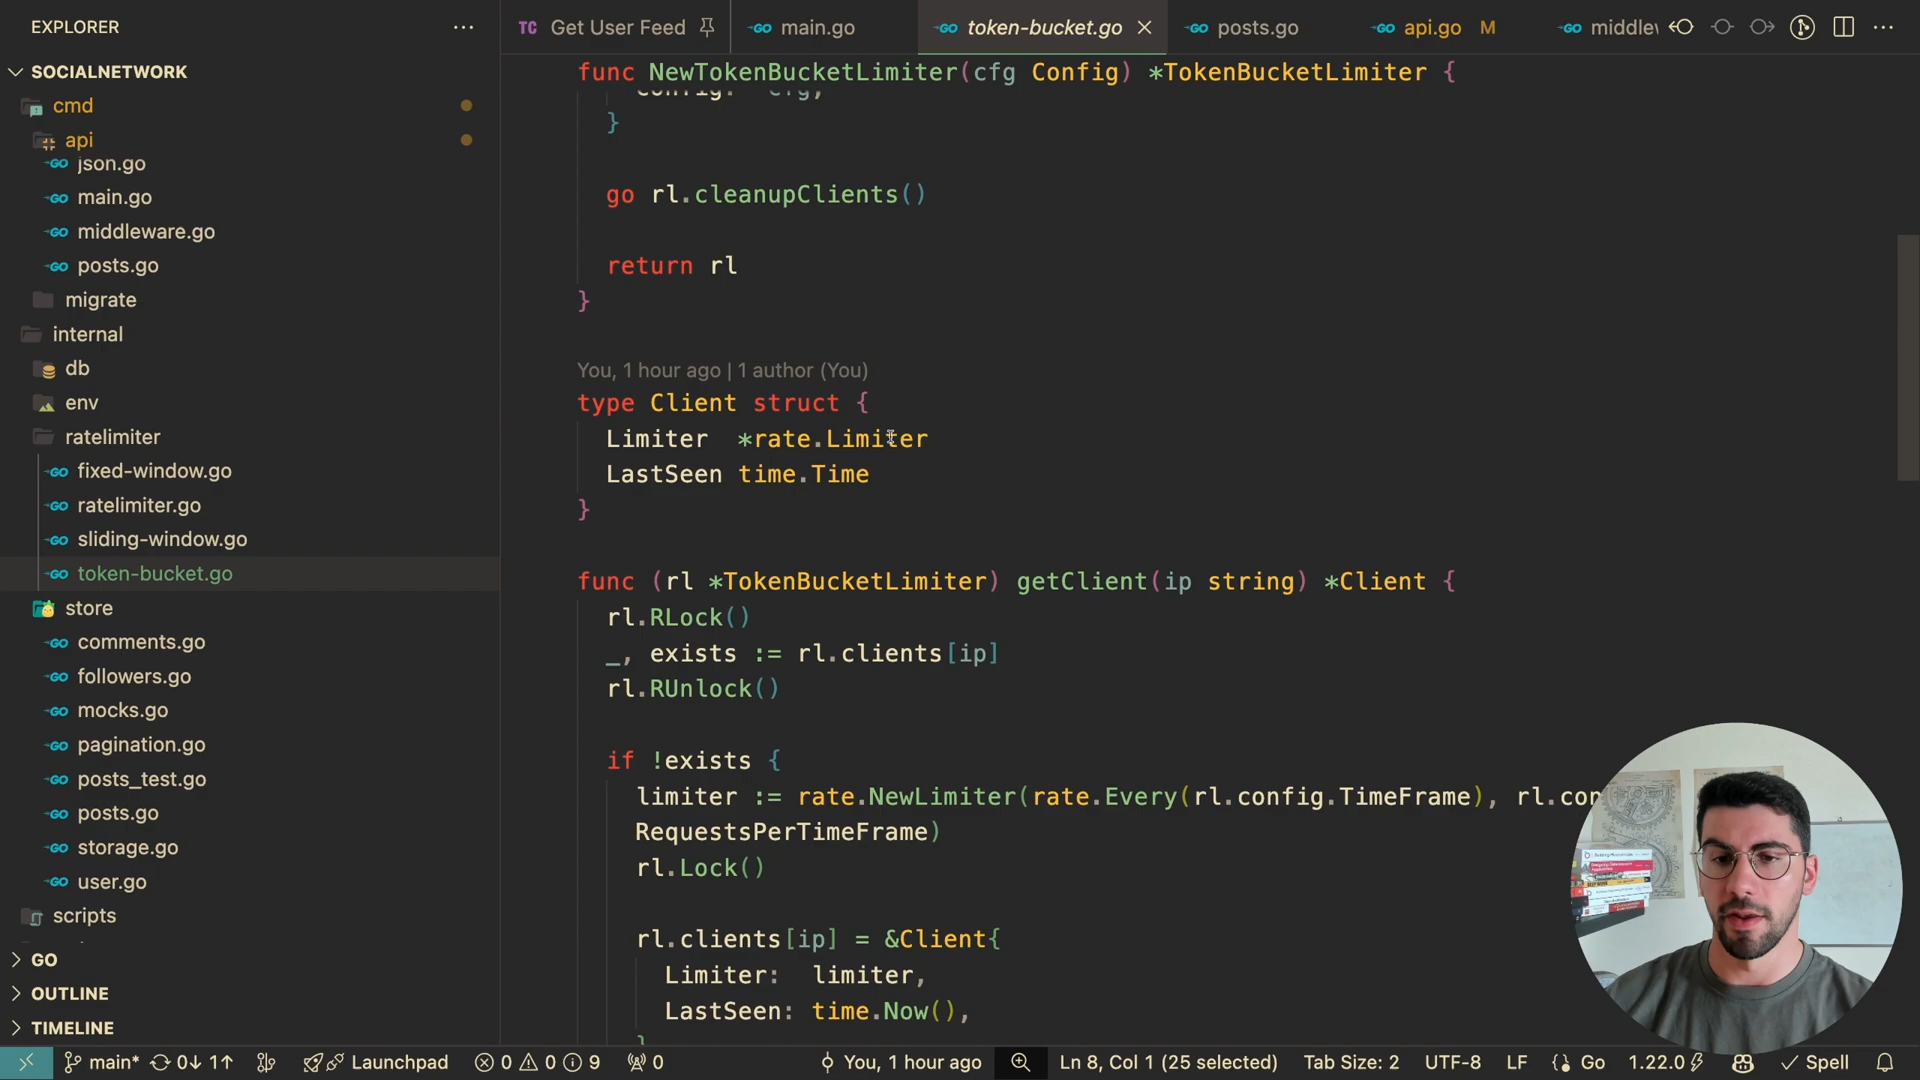 EXPLORER
SOCIALNETWORK
cmd
api
json.go
main.go
middleware.go
posts.go
migrate
internal
db
env
ratelimiter
fixed-window.go
ratelimiter.go
sliding-window.go
token-bucket.go
store
comments.go
followers.go
mocks.go
pagination.go
posts_test.go
posts.go
storage.go
user.go
scripts
GO
OUTLINE
TIMELINE
TC Get User Feed main.go token-bucket.go posts.go api.go M middlew
func NewTokenBucketLimiter(cfg Config) *TokenBucketLimiter {
Config: cfg,
}
go rl.cleanupClients()
return rl
}
You, 1 hour ago | 1 author (You)
type Client struct {
Limiter *rate.Limiter
LastSeen time.Time
}
func (rl *TokenBucketLimiter) getClient(ip string) *Client {
rl.RLock()
_, exists := rl.clients[ip]
rl.RUnlock()
if !exists {
limiter := rate.NewLimiter(rate.Every(rl.config.TimeFrame), rl.con
RequestsPerTimeFrame)
rl.Lock()
rl.clients[ip] = &Client{
Limiter: limiter,
LastSeen: time.Now(),
}
main* 0↓ 1↑ Launchpad 0 0 9 0 You, 1 hour ago Ln 8, Col 1 (25 selected) Tab Size: 2 UTF-8 LF {} Go 1.22.0 Spell